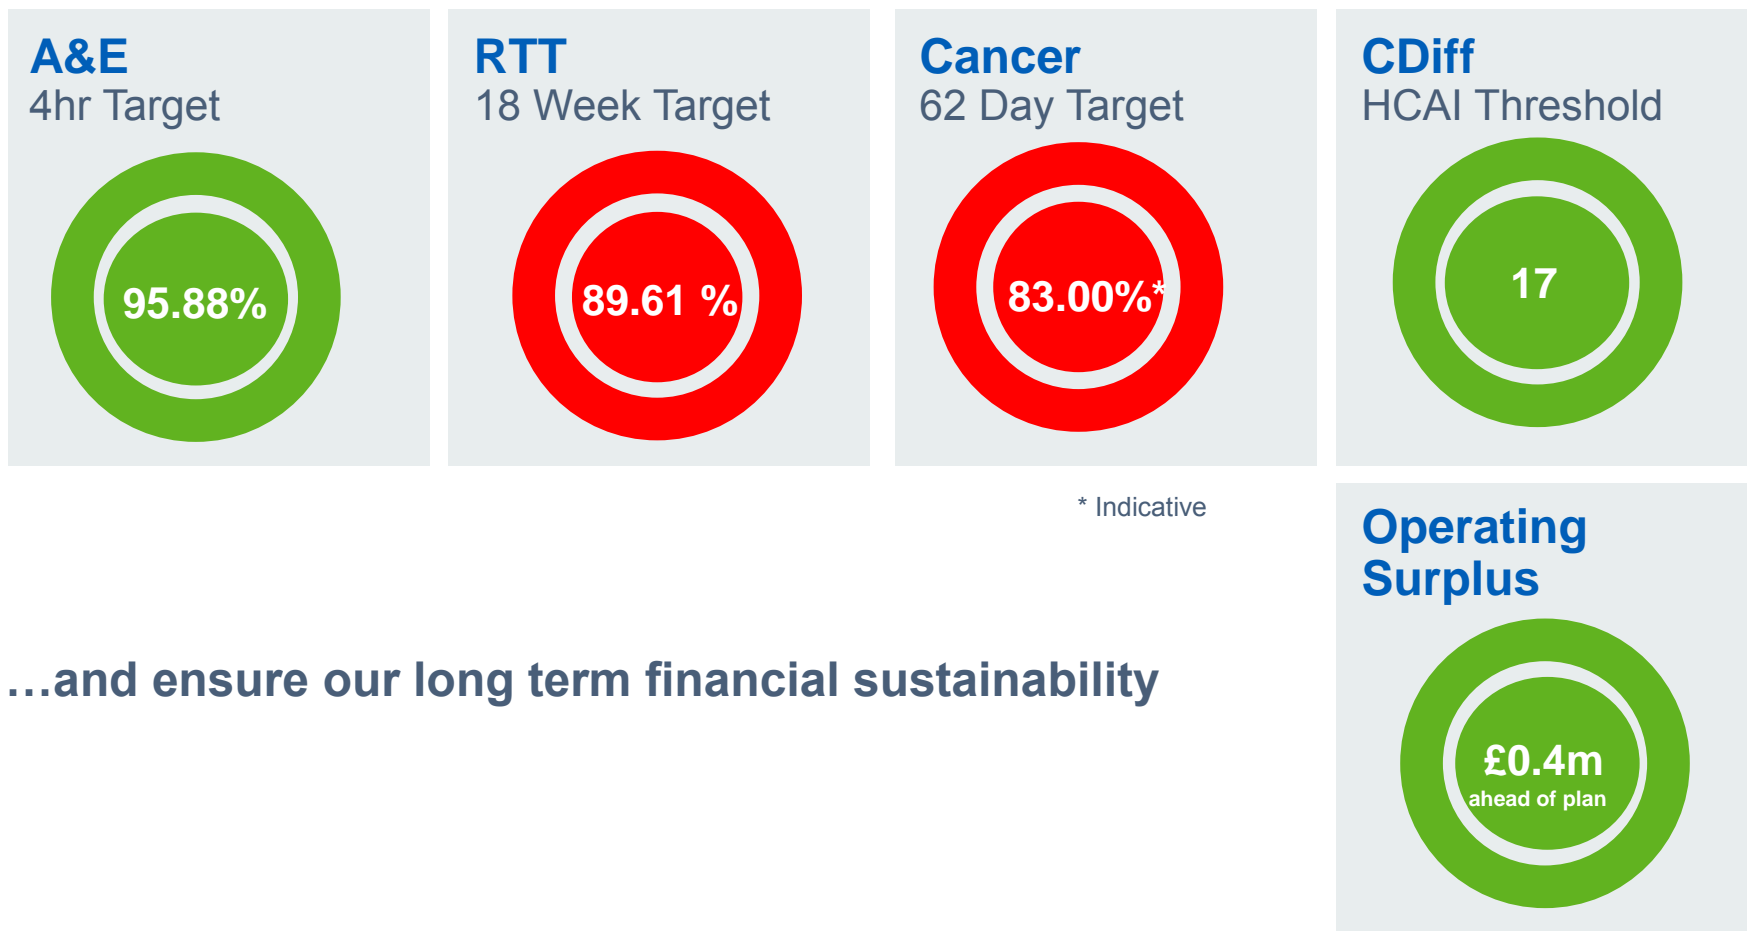 A&E
4hr Target
95.88%
RTT
18 Week Target
89.61 %
Cancer
62 Day Target
83.00%*
CDiff
HCAI Threshold
17
* Indicative
…and ensure our long term financial sustainability
Operating
Surplus
£0.4m
ahead of plan